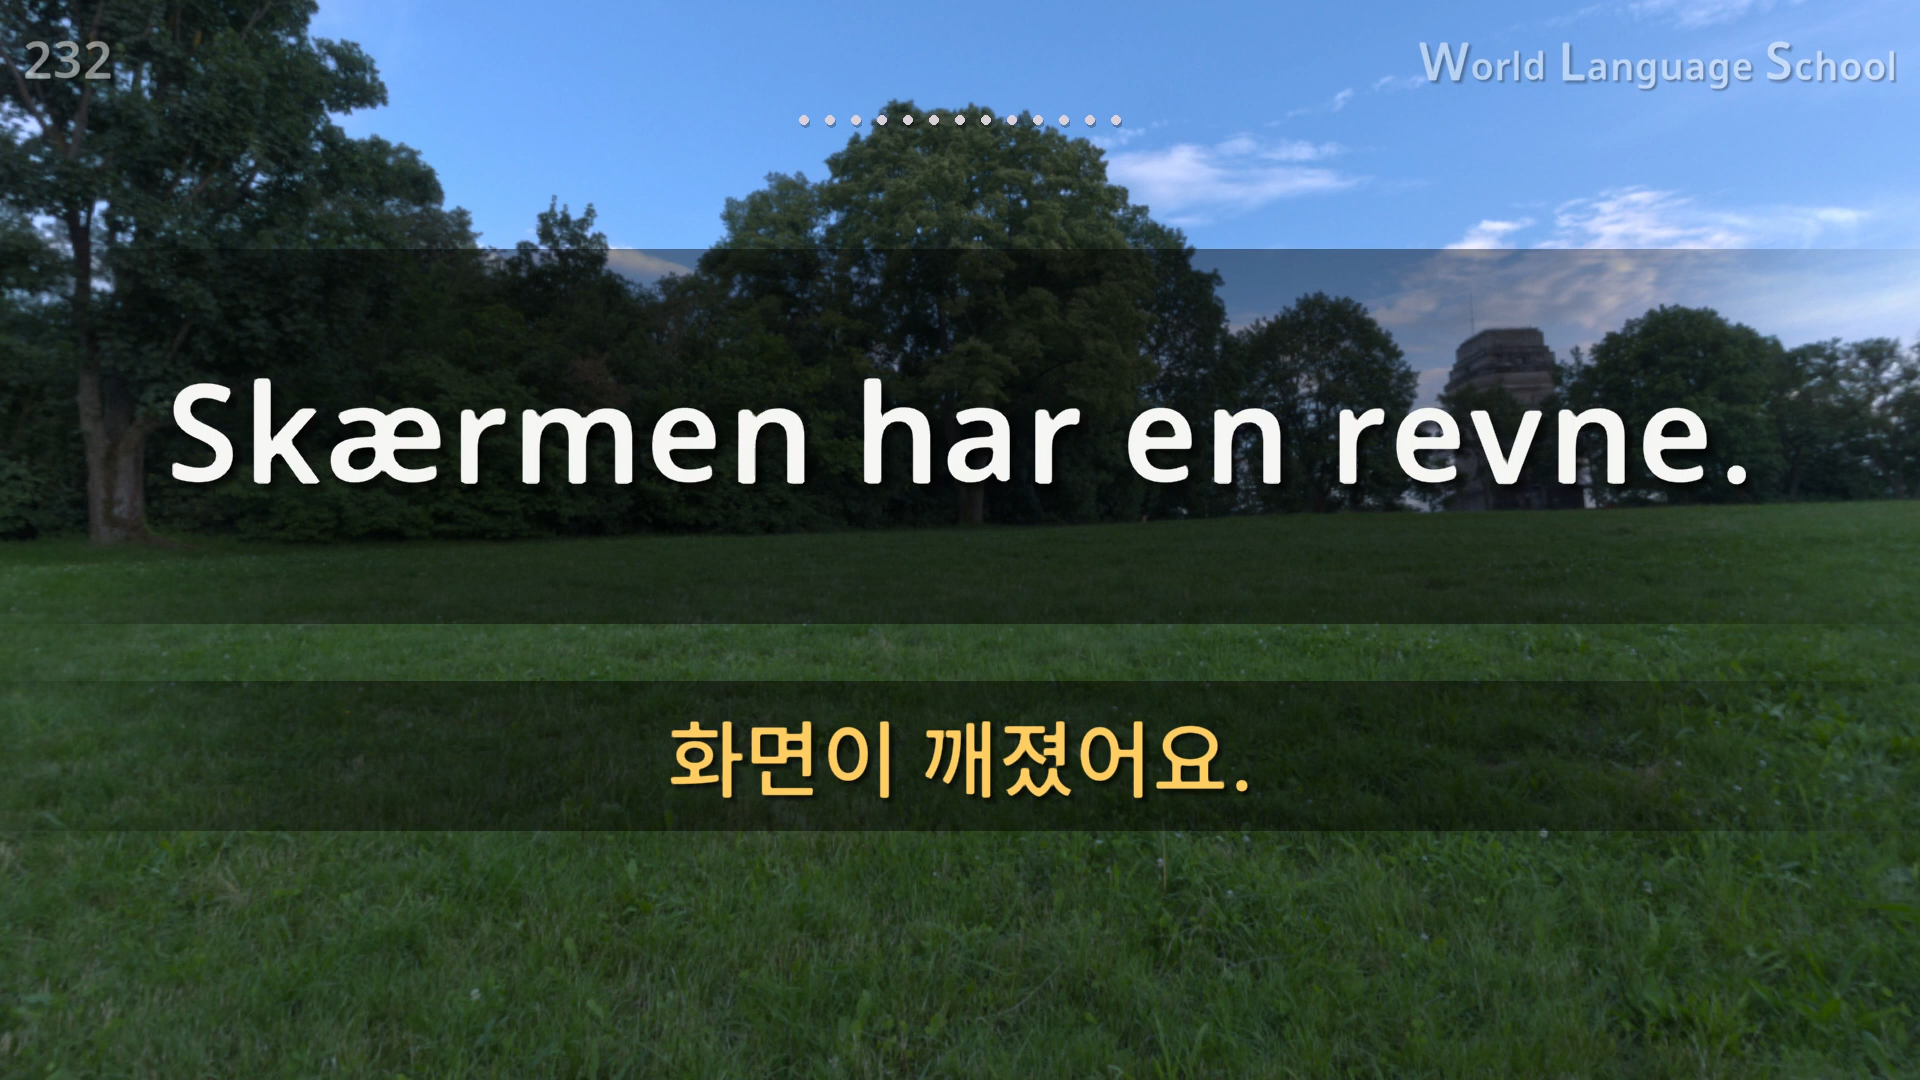 232
World Language School
Skærmen har en revne.
화면이 깨졌어요.